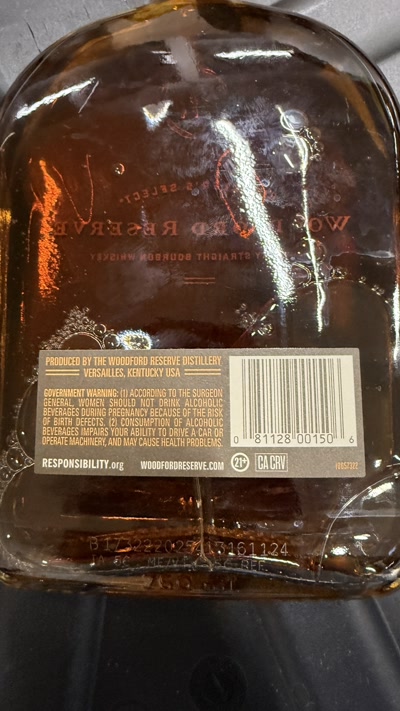 WOODFORD RESERVE
STRAIGHT BOURBON WHISKEY
PRODUCED BY THE WOODFORD RESERVE DISTILLERY
VERSAILLES, KENTUCKY USA
GOVERNMENT WARNING: (1) ACCORDING TO THE SURGEON
GENERAL, WOMEN SHOULD NOT DRINK ALCOHOLIC
BEVERAGES DURING PREGNANCY BECAUSE OF THE RISK
OF BIRTH DEFECTS. (2) CONSUMPTION OF ALCOHOLIC
BEVERAGES IMPAIRS YOUR ABILITY TO DRIVE A CAR OR
OPERATE MACHINERY, AND MAY CAUSE HEALTH PROBLEMS.
0 81128 00150 6
RESPONSIBILITY.org WOODFORDRESERVE.COM 21+ CA CRV